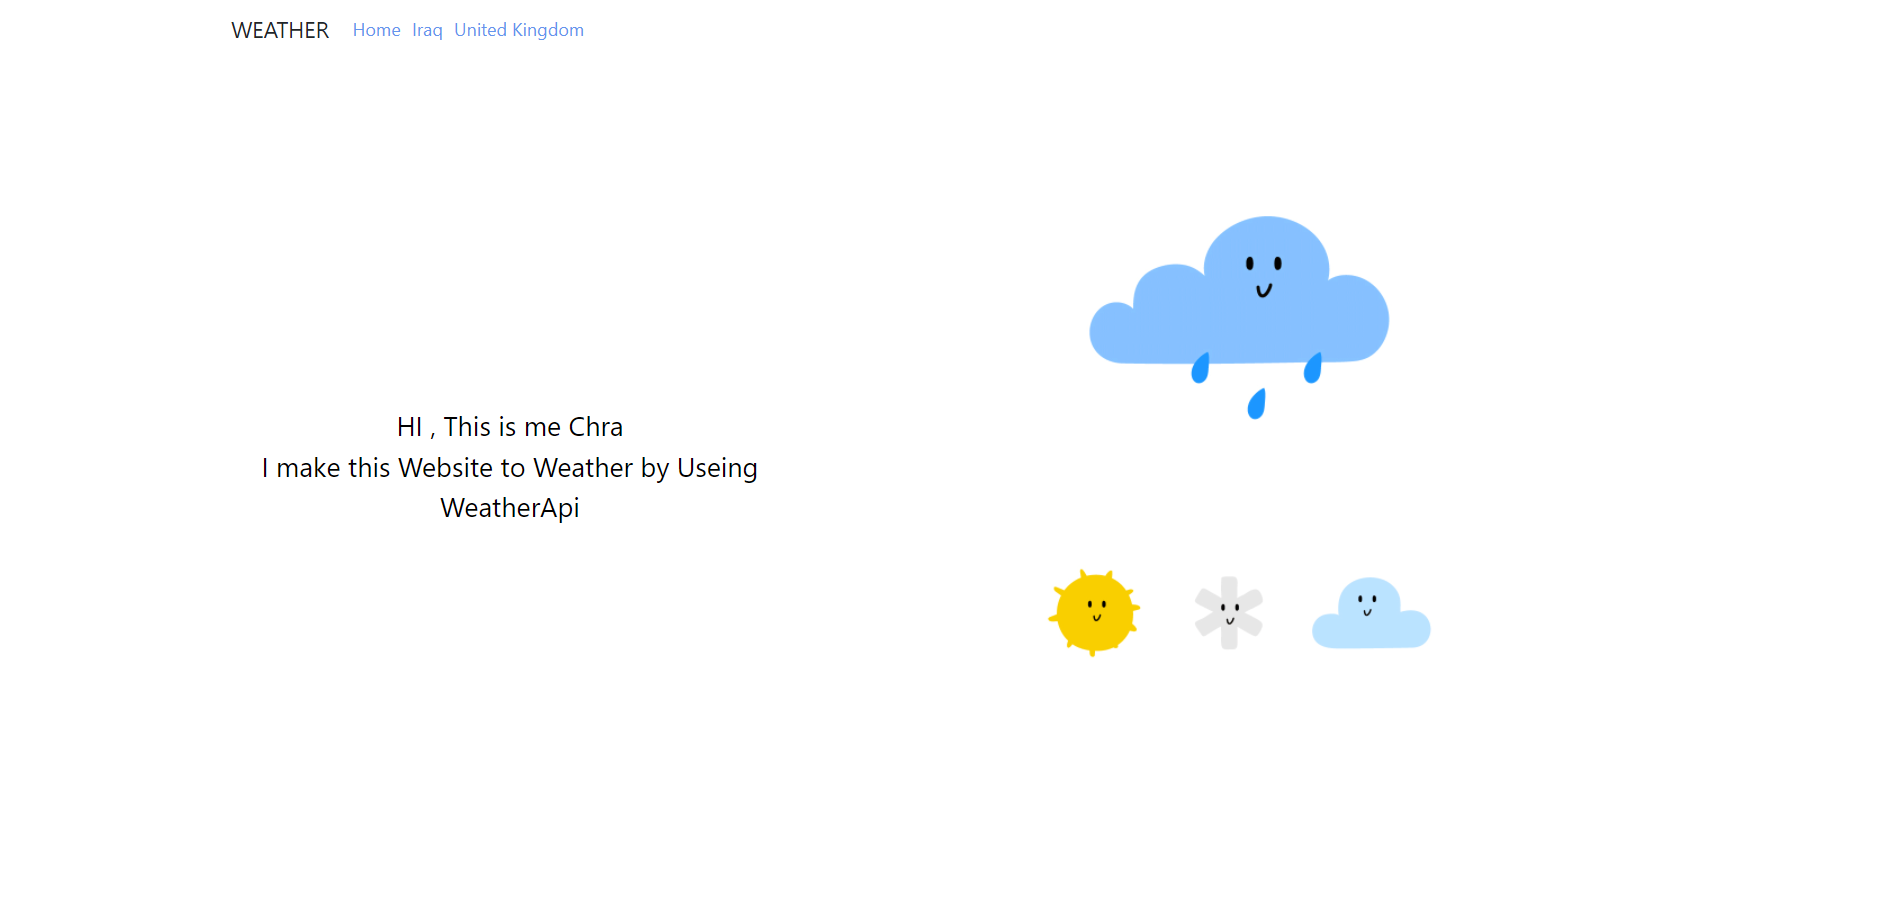 WEATHER Home Iraq United Kingdom
HI , This is me Chra
I make this Website to Weather by Useing
WeatherApi